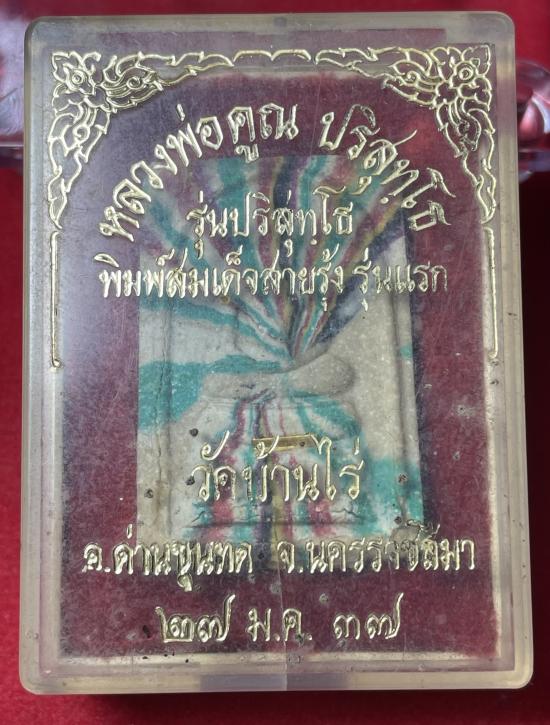 หลวงพ่อคูณ ปริสุทฺโธ
รุ่นปริสุทฺโธ
พิมพ์สมเด็จสายรุ้ง รุ่นแรก
วัดบ้านไร่
อ.ด่านขุนทด จ.นครราชสีมา
๒๗ ม.ค. ๓๗